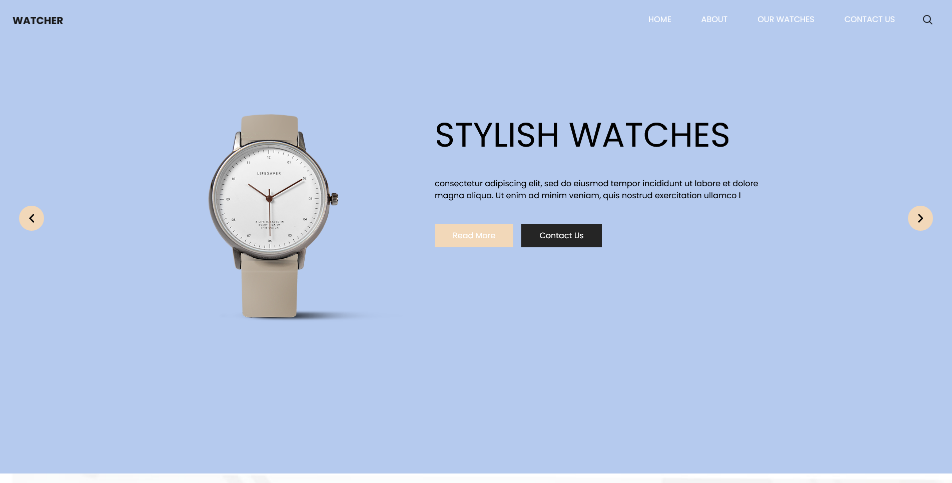 WATCHER
HOME ABOUT OUR WATCHES CONTACT US
STYLISH WATCHES
consectetur adipiscing elit, sed do eiusmod tempor incididunt ut labore et dolore
magna aliqua. Ut enim ad minim veniam, quis nostrud exercitation ullamco l
Read More Contact Us